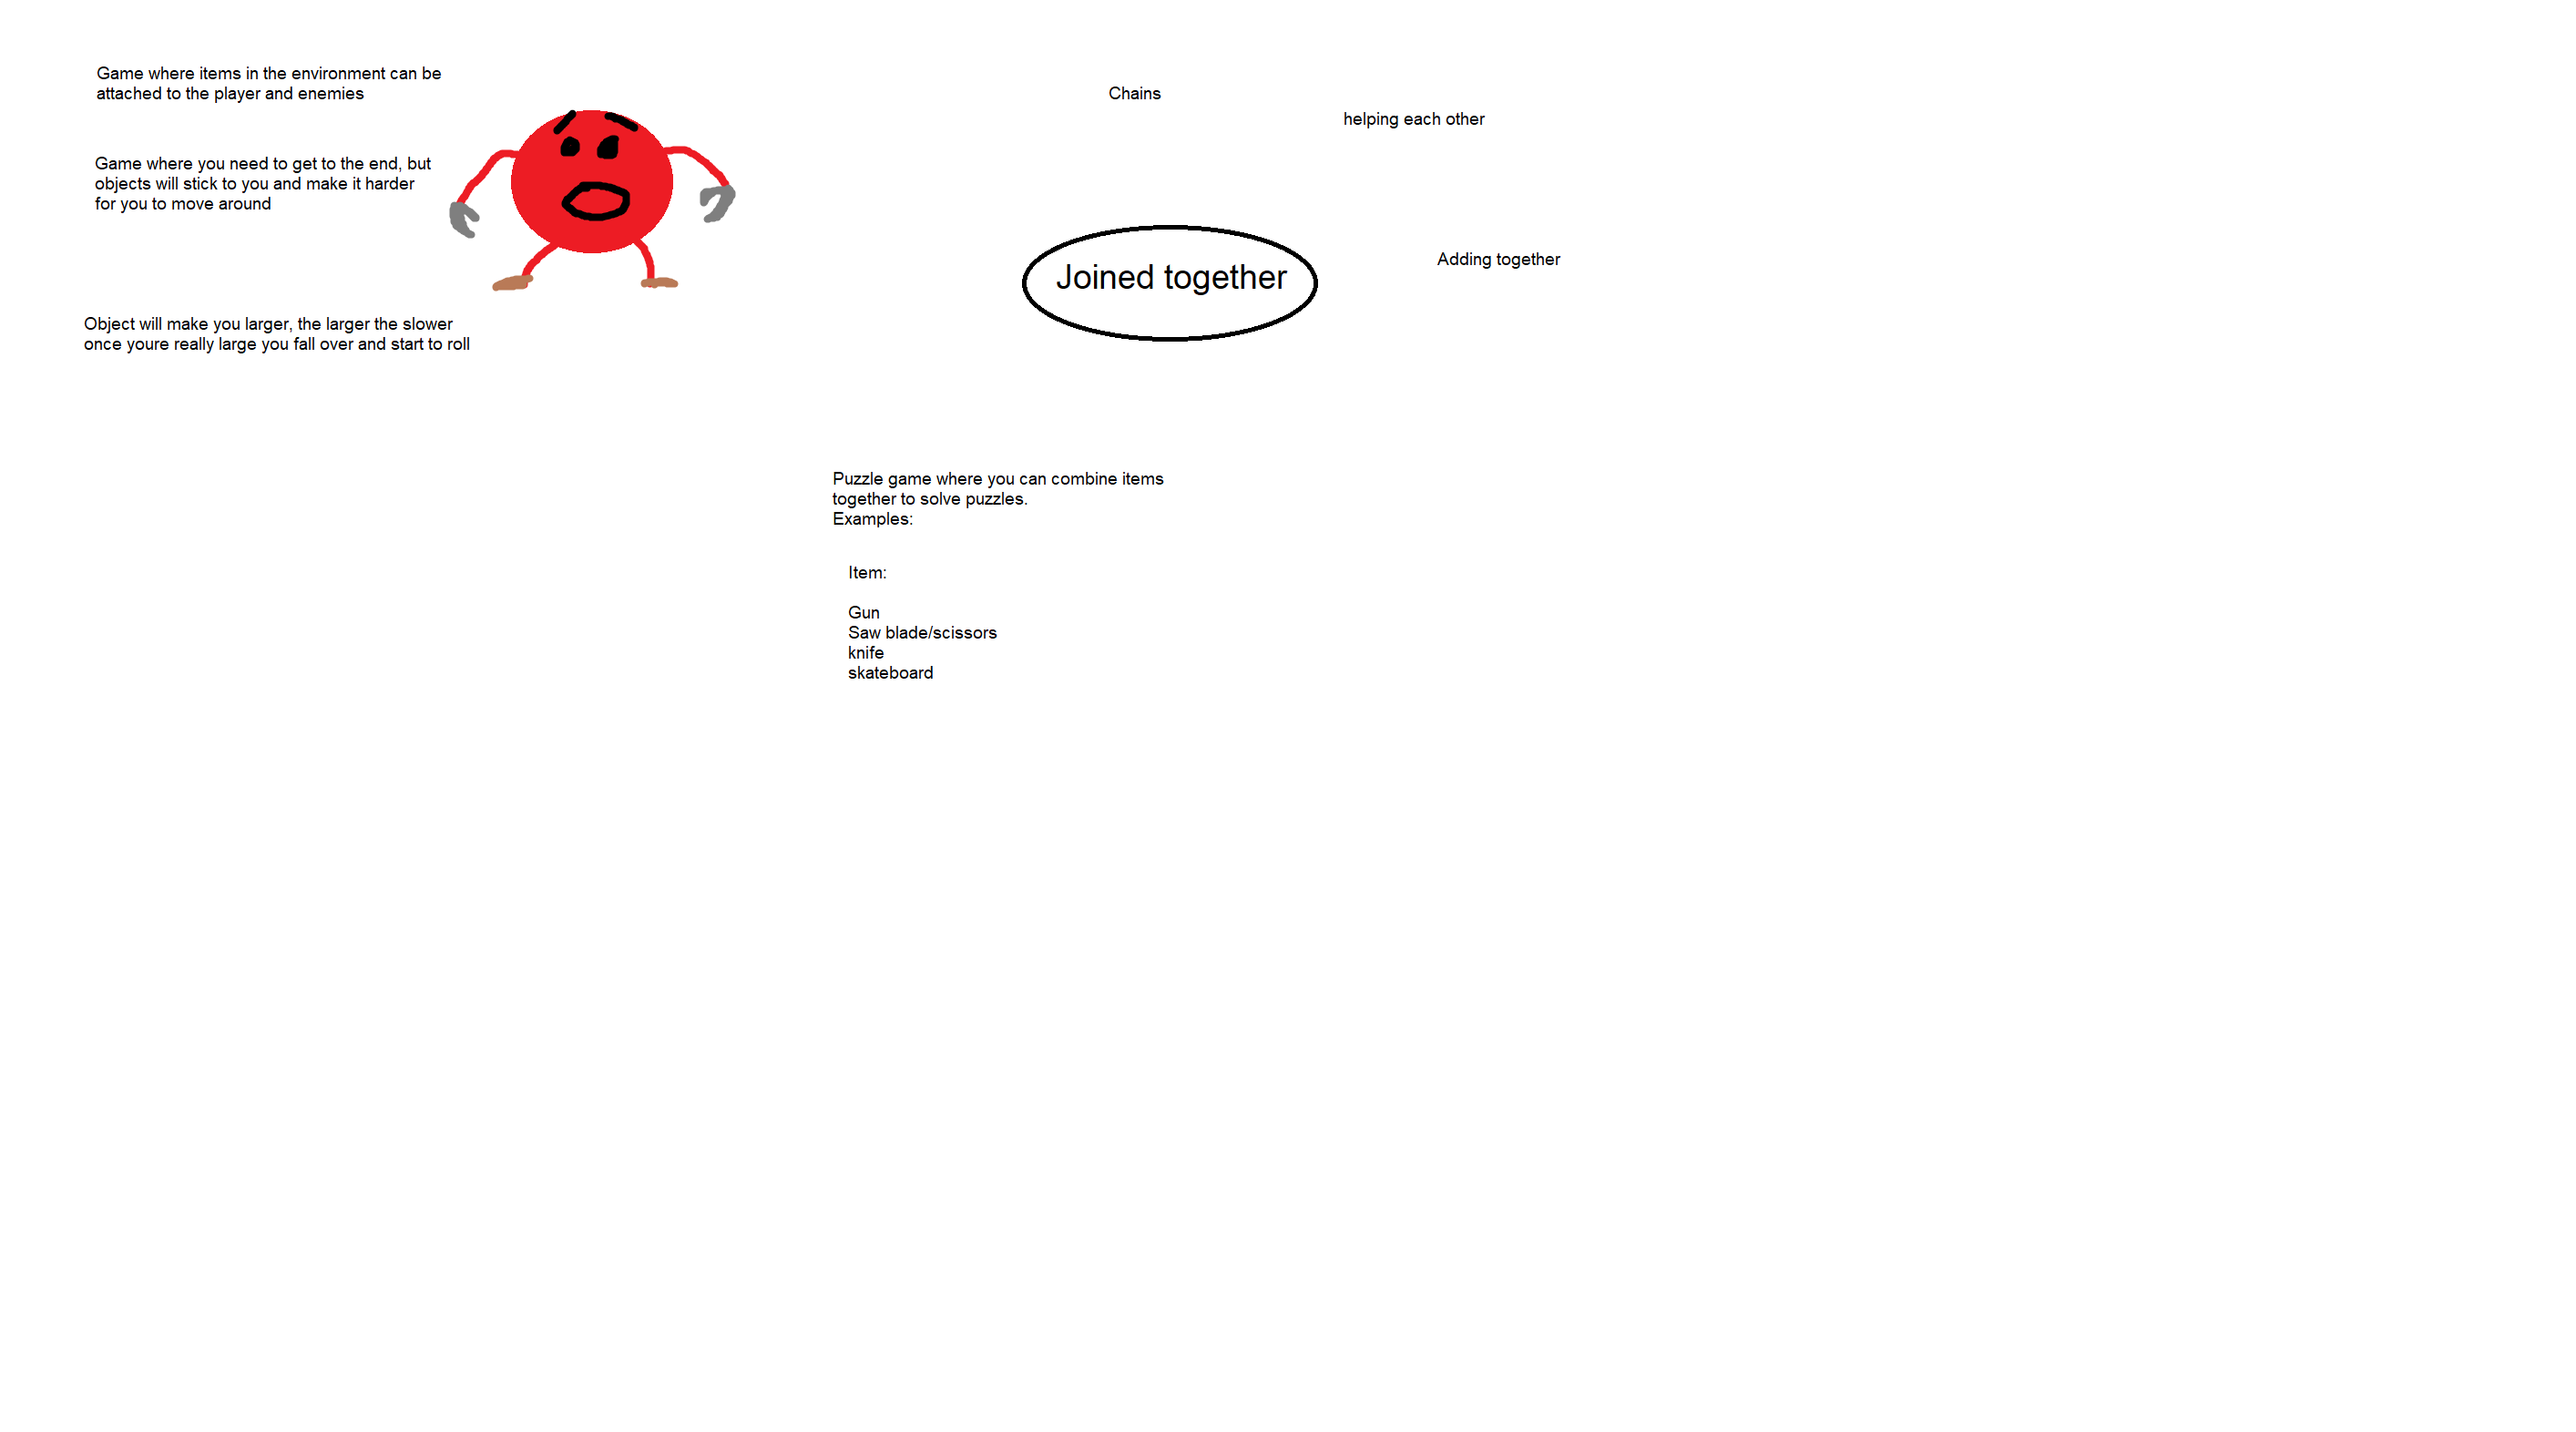 Game where items in the environment can be
attached to the player and enemies
Game where you need to get to the end, but
objects will stick to you and make it harder
for you to move around
Object will make you larger, the larger the slower
once youre really large you fall over and start to roll
Chains
helping each other
Joined together
Adding together
Puzzle game where you can combine items
together to solve puzzles.
Examples:
Item:
Gun
Saw blade/scissors
knife
skateboard